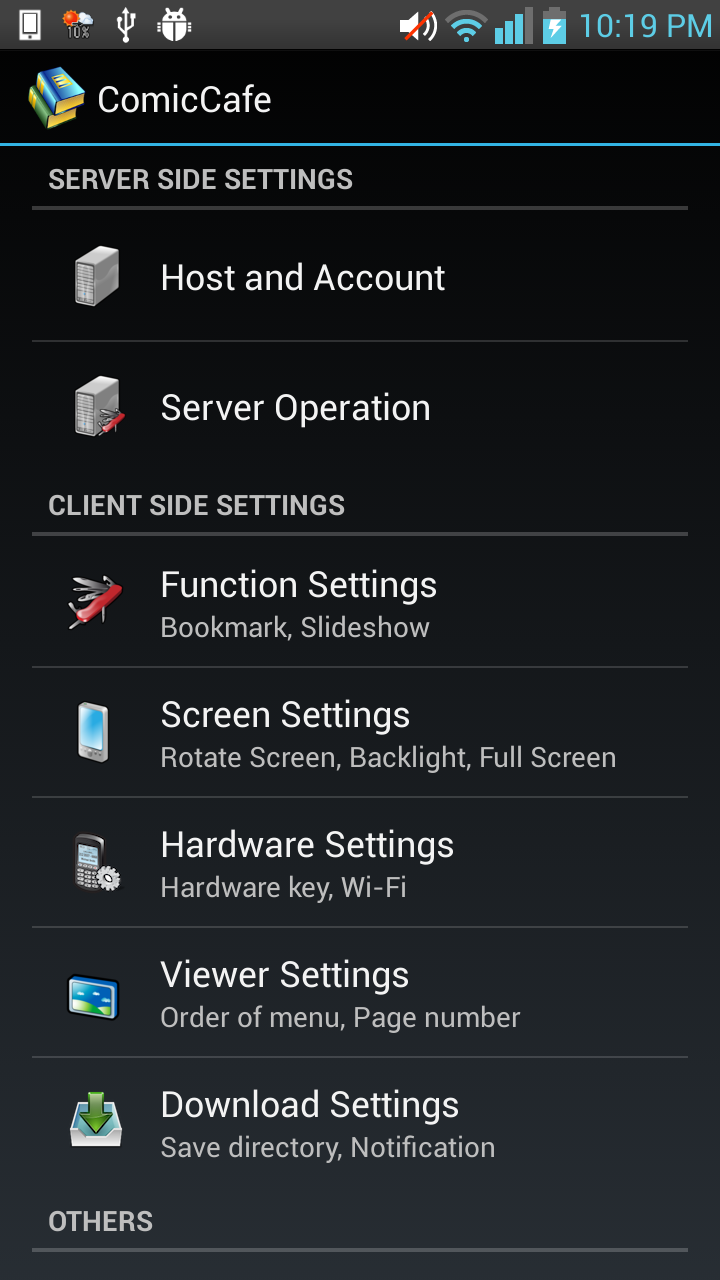 10%
10:19 PM
ComicCafe
SERVER SIDE SETTINGS
Host and Account
Server Operation
CLIENT SIDE SETTINGS
Function Settings
Bookmark, Slideshow
Screen Settings
Rotate Screen, Backlight, Full Screen
Hardware Settings
Hardware key, Wi-Fi
Viewer Settings
Order of menu, Page number
Download Settings
Save directory, Notification
OTHERS